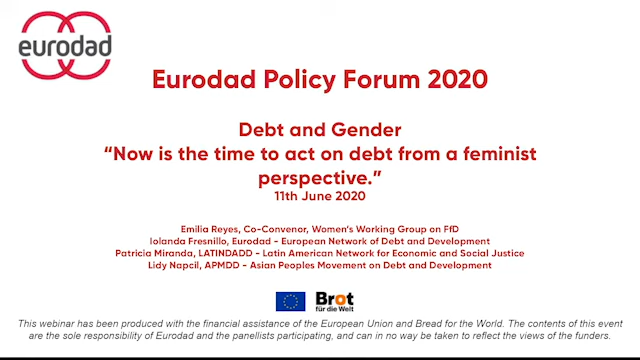 eurodad
Eurodad Policy Forum 2020
Debt and Gender
“Now is the time to act on debt from a feminist
perspective.”
11th June 2020
Emilia Reyes, Co-Convenor, Women’s Working Group on FfD
Iolanda Fresnillo, Eurodad - European Network of Debt and Development
Patricia Miranda, LATINDADD - Latin American Network for Economic and Social Justice
Lidy Napcil, APMDD - Asian Peoples Movement on Debt and Development
Brot
für die Welt
This webinar has been produced with the financial assistance of the European Union and Bread for the World. The contents of this event
are the sole responsibility of Eurodad and the panellists participating, and can in no way be taken to reflect the views of the funders.